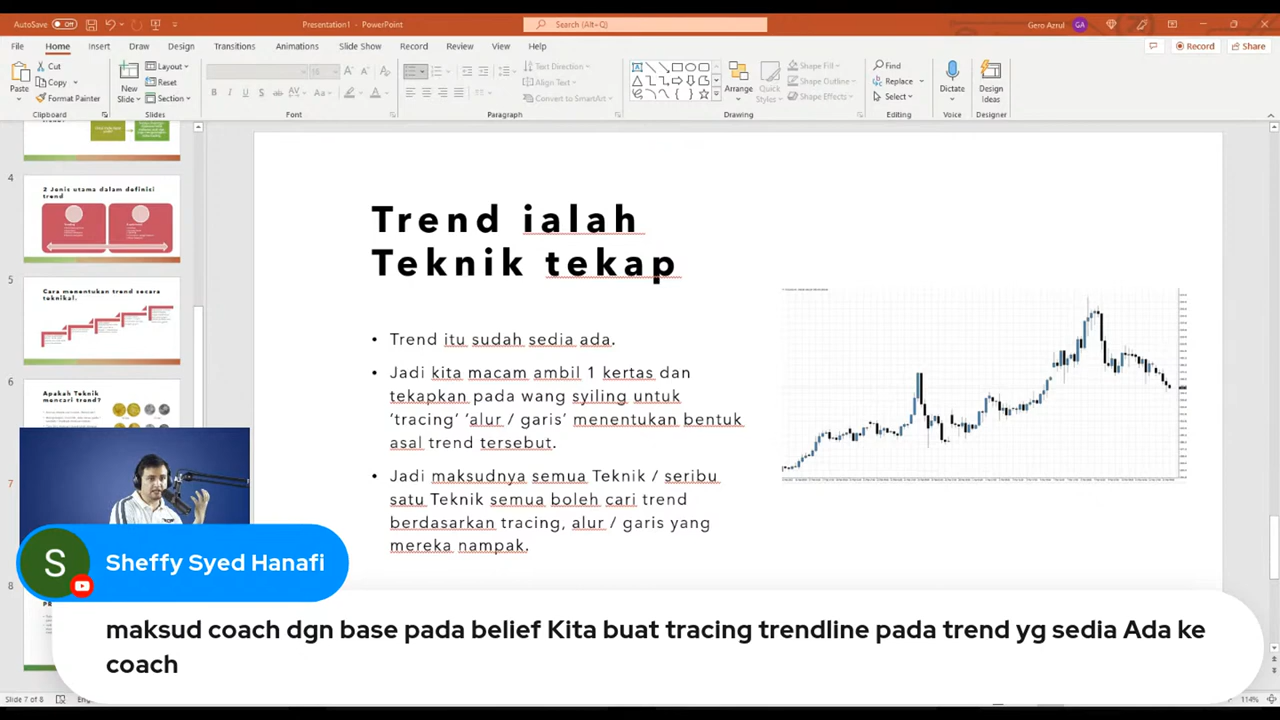 AutoSave
Off
Presentation1 - PowerPoint
Search (Alt+Q)
Gero Azrul
GA
File Home Insert Draw Design Transitions Animations Slide Show Record Review View Help
Record
Share
Paste
Cut
Copy
Format Painter
Clipboard
New
Slide
Layout
Reset
Section
Slides
Font
Text Direction
Align Text
Convert to SmartArt
Paragraph
Arrange
Quick
Styles
Shape Fill
Shape Outline
Shape Effects
Drawing
Find
Replace
Select
Editing
Dictate
Voice
Design
Ideas
Designer
4
2 Jenis utama dalam definisi
trend
5
Cara menentukan trend secara
teknikal.
6
Apakah Teknik
mencari trend?
7
8
Trend ialah
Teknik tekap
• Trend itu sudah sedia ada.
• Jadi kita macam ambil 1 kertas dan
tekapkan pada wang syiling untuk
‘tracing’ ‘alur / garis’ menentukan bentuk
asal trend tersebut.
• Jadi maksudnya semua Teknik / seribu
satu Teknik semua boleh cari trend
berdasarkan tracing, alur / garis yang
mereka nampak.
S
Sheffy Syed Hanafi
maksud coach dgn base pada belief Kita buat tracing trendline pada trend yg sedia Ada ke
coach
Slide 7 of 8
114%